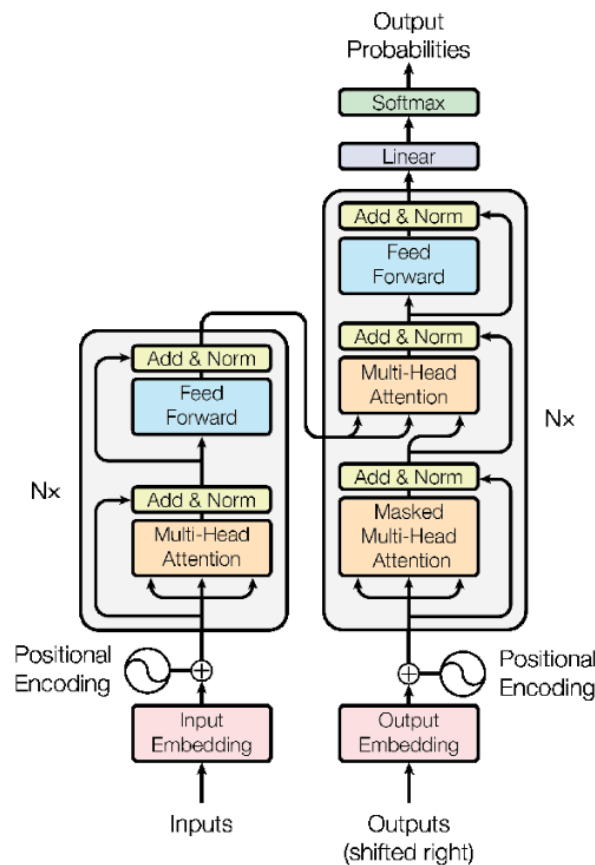 Output
Probabilities
Softmax
Linear
Add & Norm
Feed
Forward
Add & Norm
Multi-Head
Attention
Add & Norm
Masked
Multi-Head
Attention
Nx
Add & Norm
Feed
Forward
Add & Norm
Multi-Head
Attention
Nx
Positional
Encoding
Positional
Encoding
Input
Embedding
Output
Embedding
Inputs
Outputs
(shifted right)